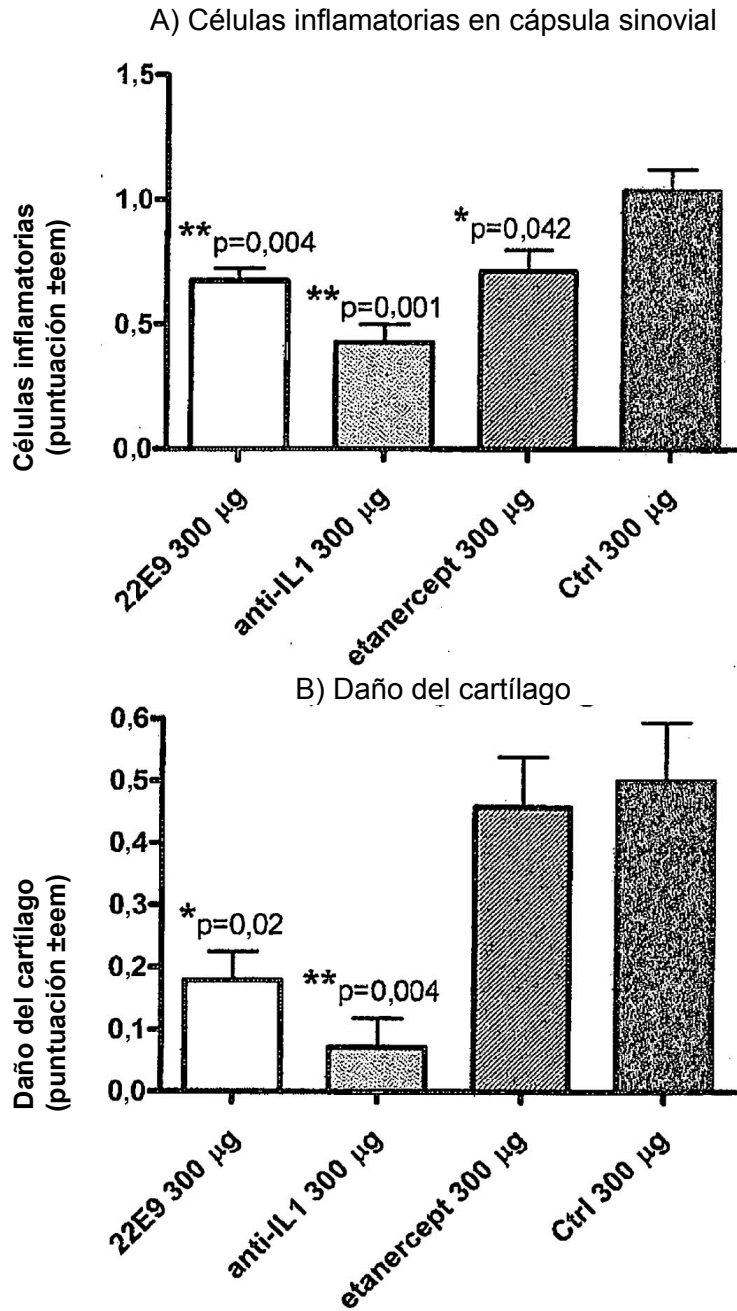 A) Células inflamatorias en cápsula sinovial
Células inflamatorias
(puntuación ±eem)
1,5
1,0
0,5
0,0
**p=0,004
**p=0,001
*p=0,042
22E9 300 µg
anti-IL1 300 µg
etanercept 300 µg
Ctrl 300 µg
B) Daño del cartílago
Daño del cartílago
(puntuación ±eem)
0,6
0,5
0,4
0,3
0,2
0,1
0,0
*p=0,02
**p=0,004
22E9 300 µg
anti-IL1 300 µg
etanercept 300 µg
Ctrl 300 µg